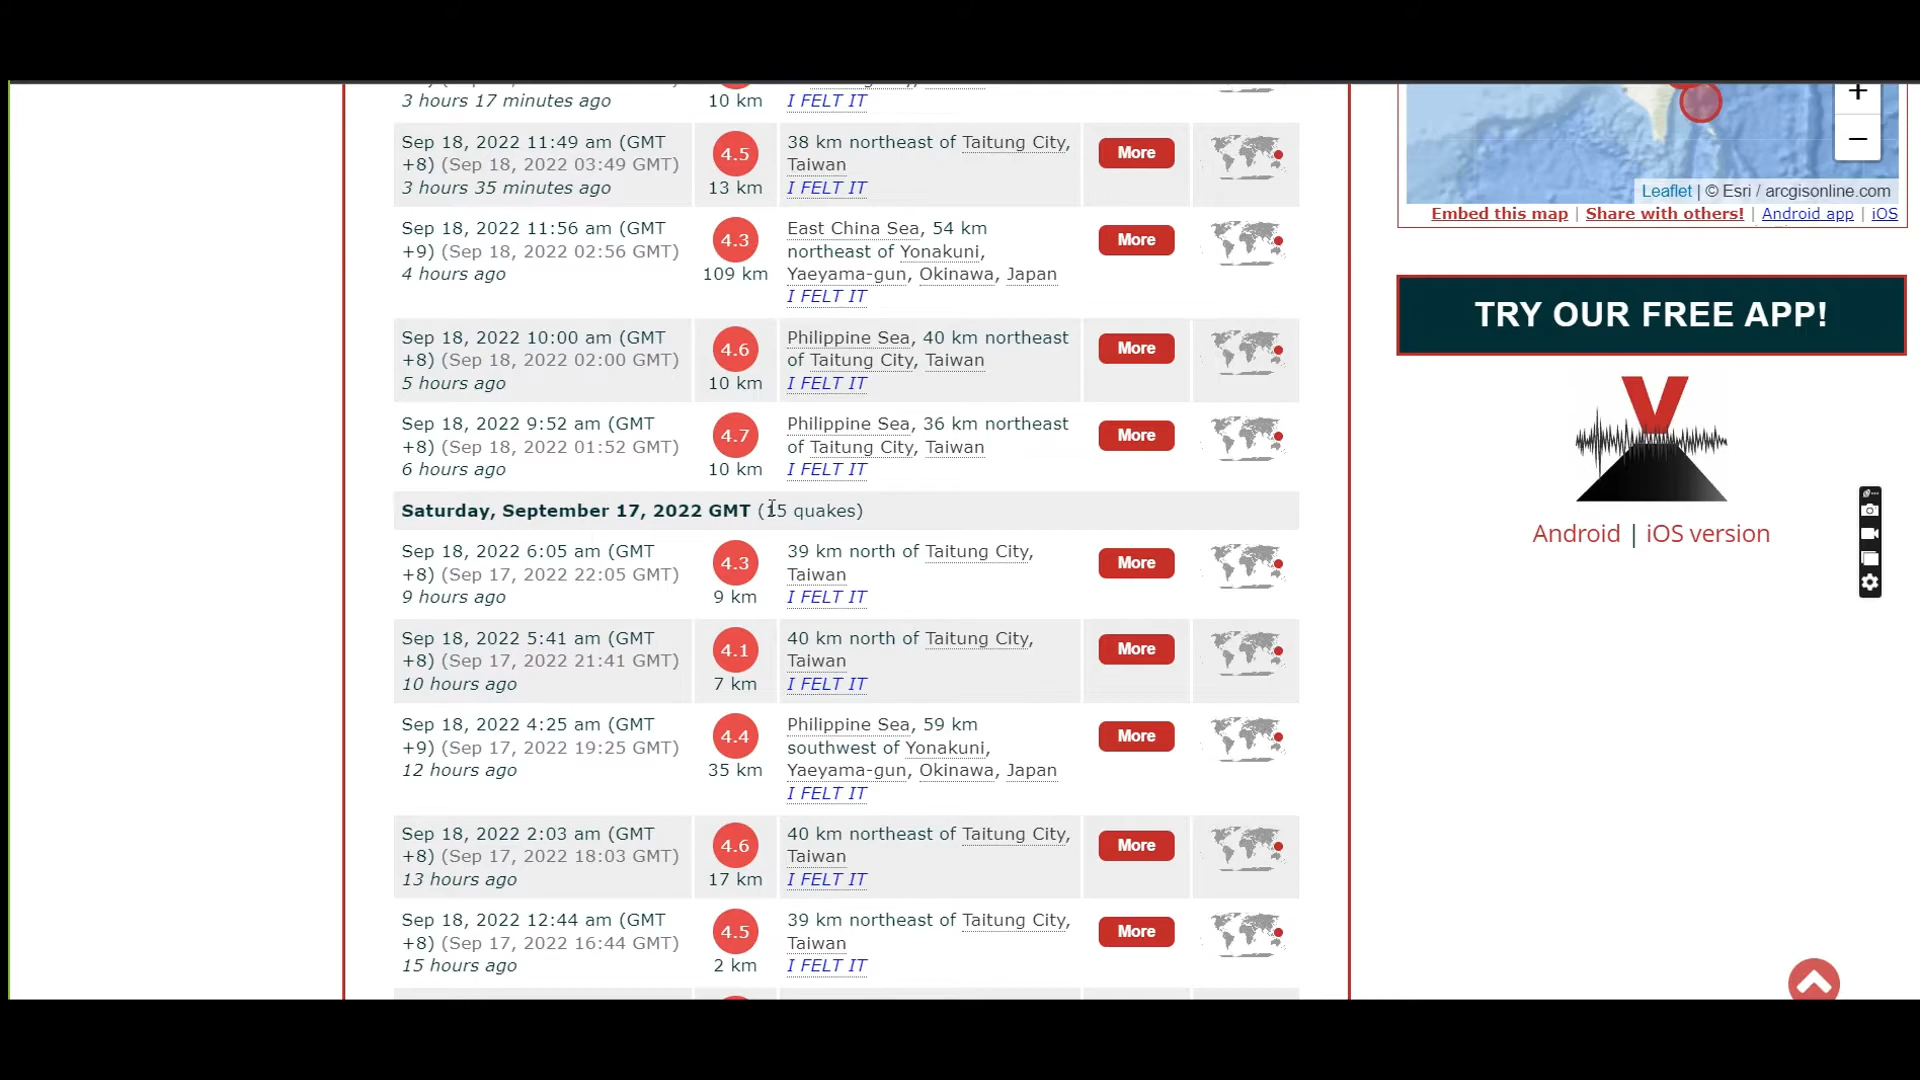 3 hours 17 minutes ago
10 km
I FELT IT
Sep 18, 2022 11:49 am (GMT
+8) (Sep 18, 2022 03:49 GMT)
3 hours 35 minutes ago
4.5
13 km
38 km northeast of Taitung City,
Taiwan
I FELT IT
More
Sep 18, 2022 11:56 am (GMT
+9) (Sep 18, 2022 02:56 GMT)
4 hours ago
4.3
109 km
East China Sea, 54 km
northeast of Yonakuni,
Yaeyama-gun, Okinawa, Japan
I FELT IT
More
Sep 18, 2022 10:00 am (GMT
+8) (Sep 18, 2022 02:00 GMT)
5 hours ago
4.6
10 km
Philippine Sea, 40 km northeast
of Taitung City, Taiwan
I FELT IT
More
Sep 18, 2022 9:52 am (GMT
+8) (Sep 18, 2022 01:52 GMT)
6 hours ago
4.7
10 km
Philippine Sea, 36 km northeast
of Taitung City, Taiwan
I FELT IT
More
Saturday, September 17, 2022 GMT (15 quakes)
Sep 18, 2022 6:05 am (GMT
+8) (Sep 17, 2022 22:05 GMT)
9 hours ago
4.3
9 km
39 km north of Taitung City,
Taiwan
I FELT IT
More
Sep 18, 2022 5:41 am (GMT
+8) (Sep 17, 2022 21:41 GMT)
10 hours ago
4.1
7 km
40 km north of Taitung City,
Taiwan
I FELT IT
More
Sep 18, 2022 4:25 am (GMT
+9) (Sep 17, 2022 19:25 GMT)
12 hours ago
4.4
35 km
Philippine Sea, 59 km
southwest of Yonakuni,
Yaeyama-gun, Okinawa, Japan
I FELT IT
More
Sep 18, 2022 2:03 am (GMT
+8) (Sep 17, 2022 18:03 GMT)
13 hours ago
4.6
17 km
40 km northeast of Taitung City,
Taiwan
I FELT IT
More
Sep 18, 2022 12:44 am (GMT
+8) (Sep 17, 2022 16:44 GMT)
15 hours ago
4.5
2 km
39 km northeast of Taitung City,
Taiwan
I FELT IT
More
+
−
Leaflet | © Esri / arcgisonline.com
Embed this map | Share with others! | Android app | iOS
TRY OUR FREE APP!
Android | iOS version